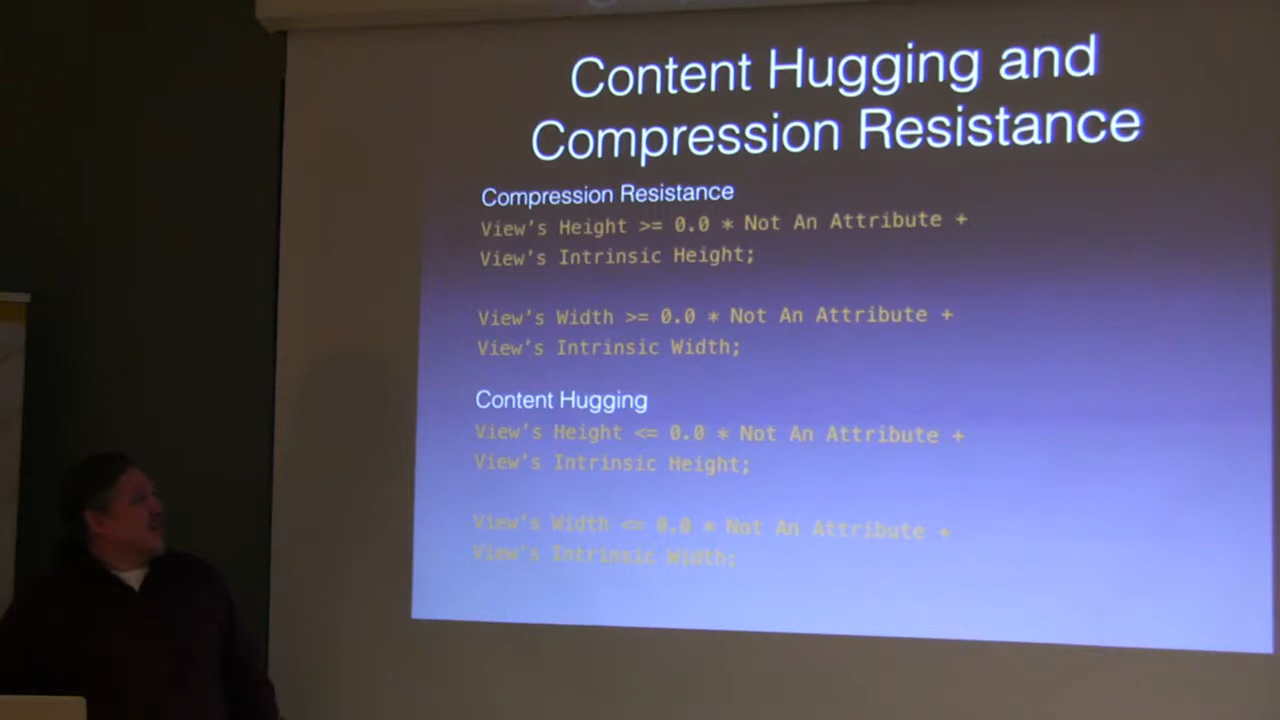 Content Hugging and
Compression Resistance
Compression Resistance
View's Height >= 0.0 * Not An Attribute +
View's Intrinsic Height;
View's Width >= 0.0 * Not An Attribute +
View's Intrinsic Width;
Content Hugging
View's Height <= 0.0 * Not An Attribute +
View's Intrinsic Height;
View's Width <= 0.0 * Not An Attribute +
View's Intrinsic Width;